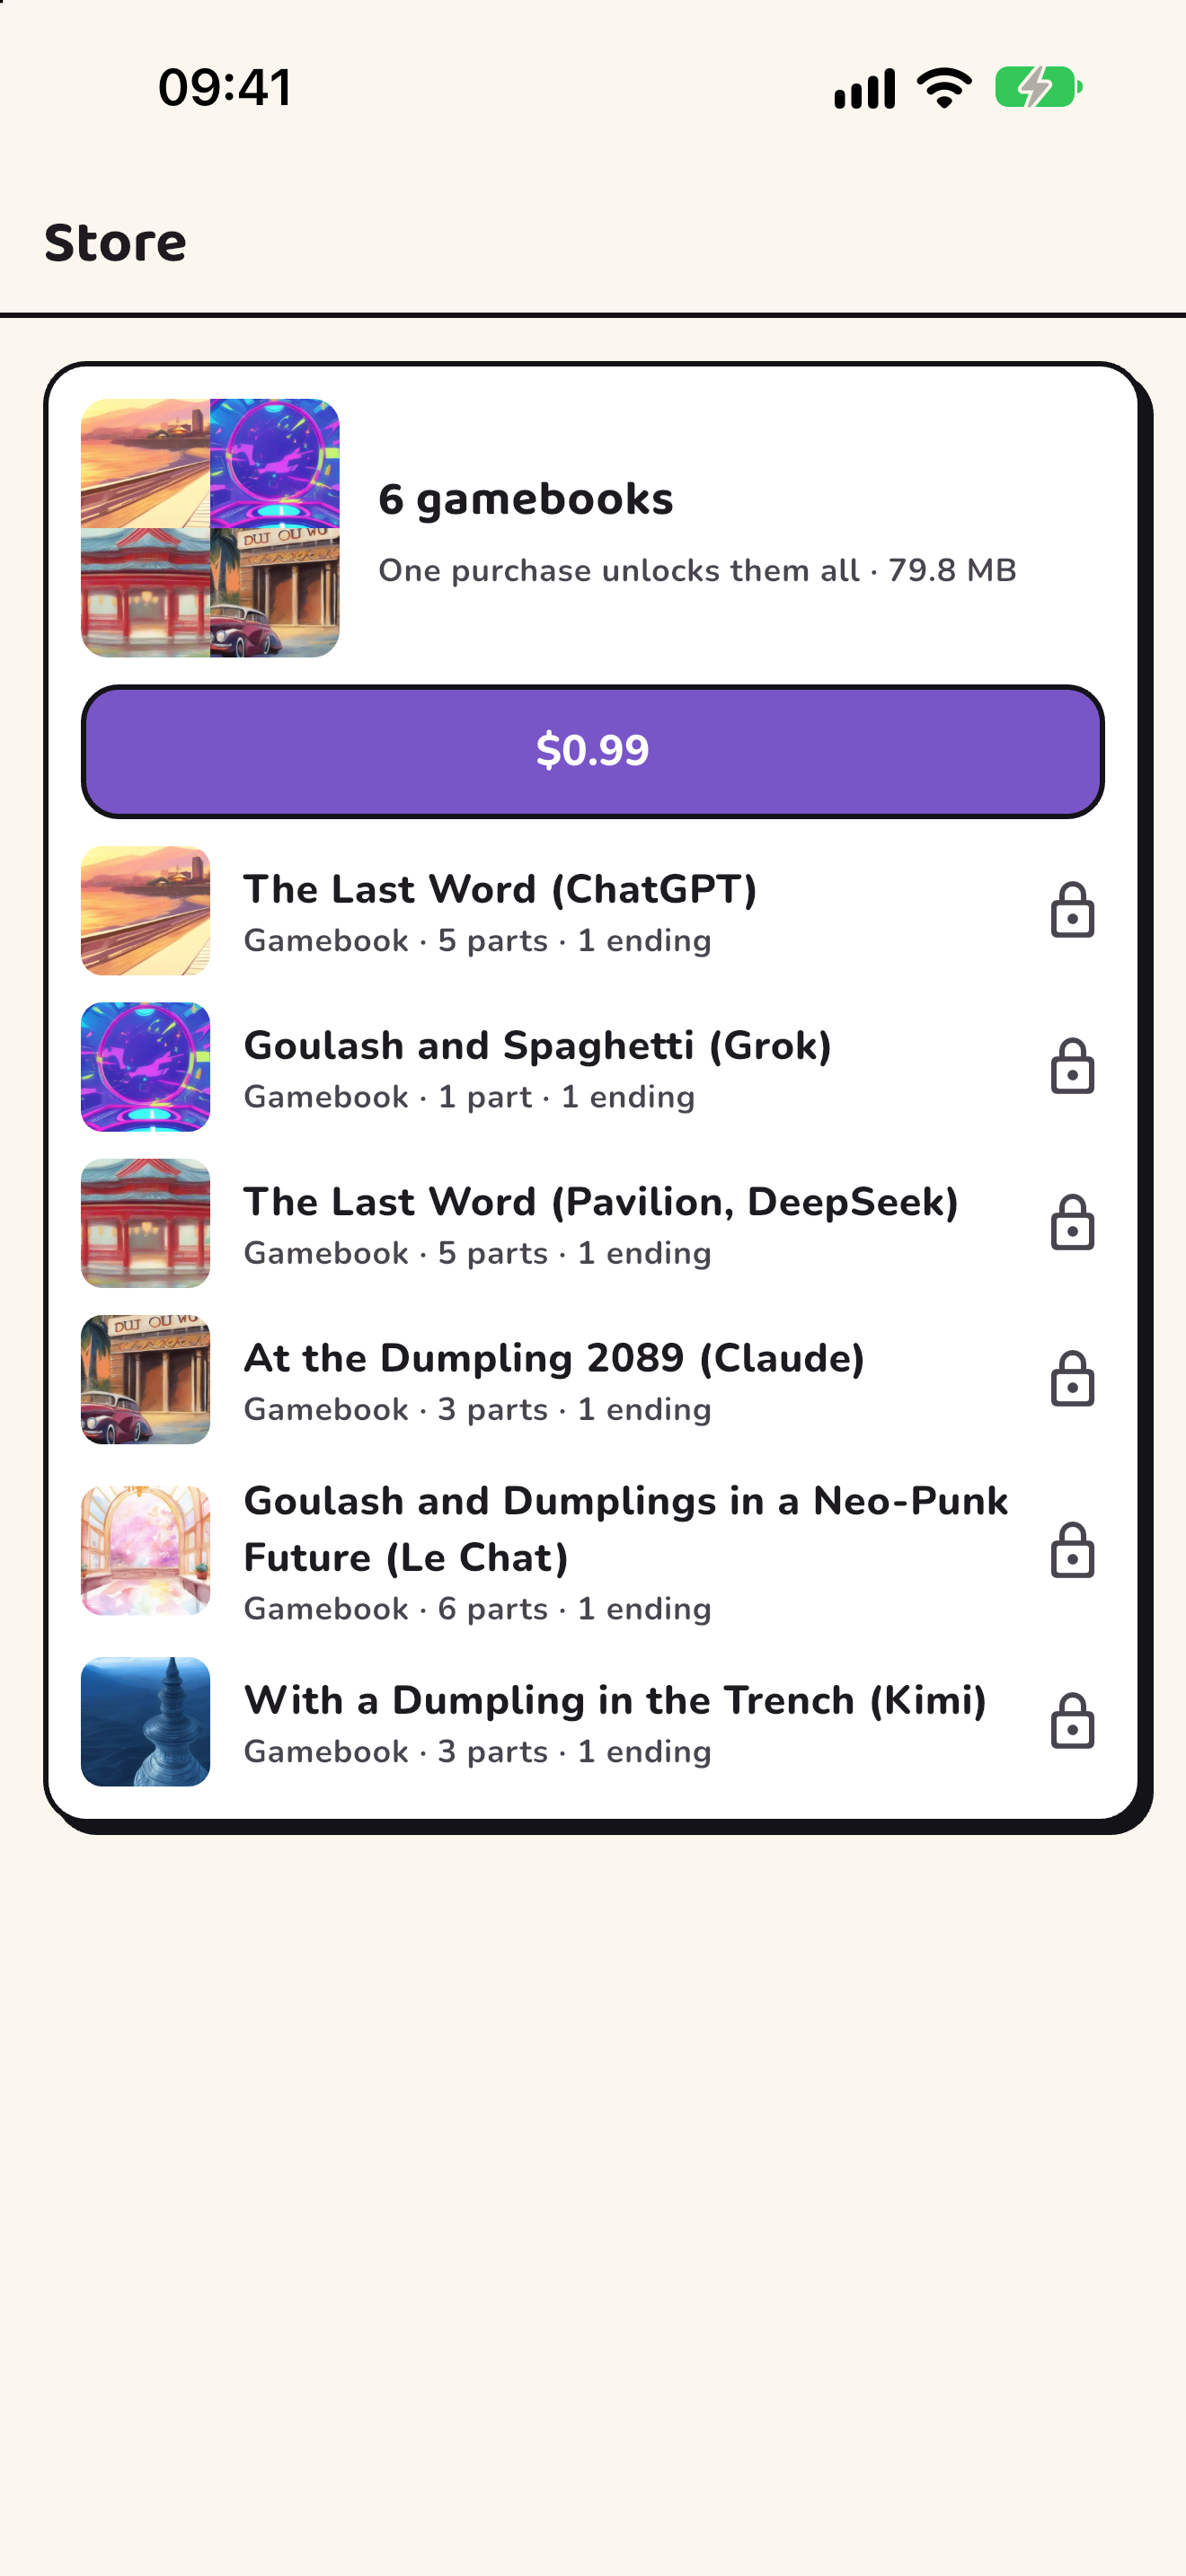 09:41
Store
6 gamebooks
One purchase unlocks them all · 79.8 MB
$0.99
The Last Word (ChatGPT)
Gamebook · 5 parts · 1 ending
Goulash and Spaghetti (Grok)
Gamebook · 1 part · 1 ending
The Last Word (Pavilion, DeepSeek)
Gamebook · 5 parts · 1 ending
At the Dumpling 2089 (Claude)
Gamebook · 3 parts · 1 ending
Goulash and Dumplings in a Neo-Punk
Future (Le Chat)
Gamebook · 6 parts · 1 ending
With a Dumpling in the Trench (Kimi)
Gamebook · 3 parts · 1 ending